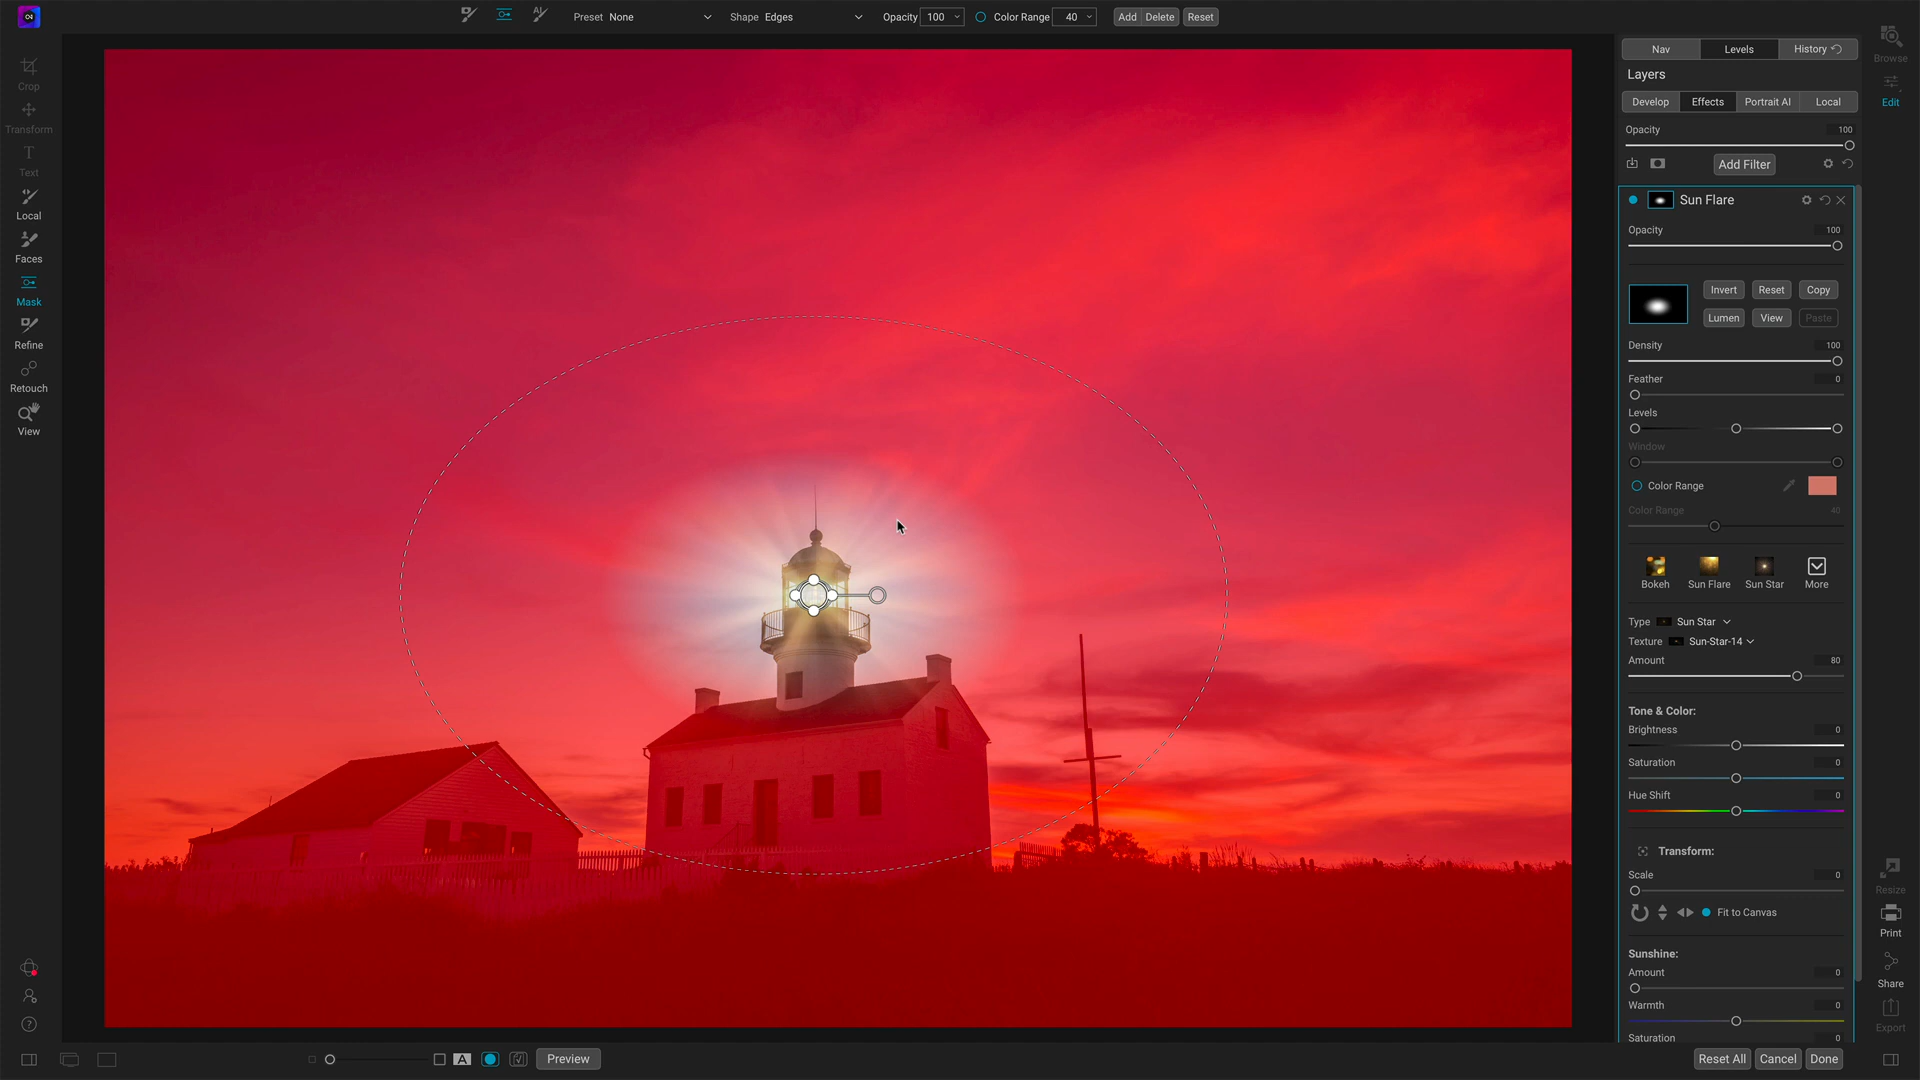 Preset None Shape Edges Opacity 100 Color Range 40 Add Delete Reset
Crop
Transform
Text
Local
Faces
Mask
Refine
Retouch
View
Nav Levels History
Layers
Develop Effects Portrait AI Local
Opacity 100
Add Filter
Sun Flare
Opacity 100
Invert Reset Copy
Lumen View Paste
Density 100
Feather 0
Levels
Window
Color Range
Color Range 40
Bokeh Sun Flare Sun Star More
Type Sun Star
Texture Sun-Star-14
Amount 80
Tone & Color:
Brightness 0
Saturation 0
Hue Shift 0
Transform:
Scale 0
Fit to Canvas
Sunshine:
Amount 0
Warmth 0
Saturation 0
Browse
Edit
Resize
Print
Share
Export
A Preview
Reset All Cancel Done